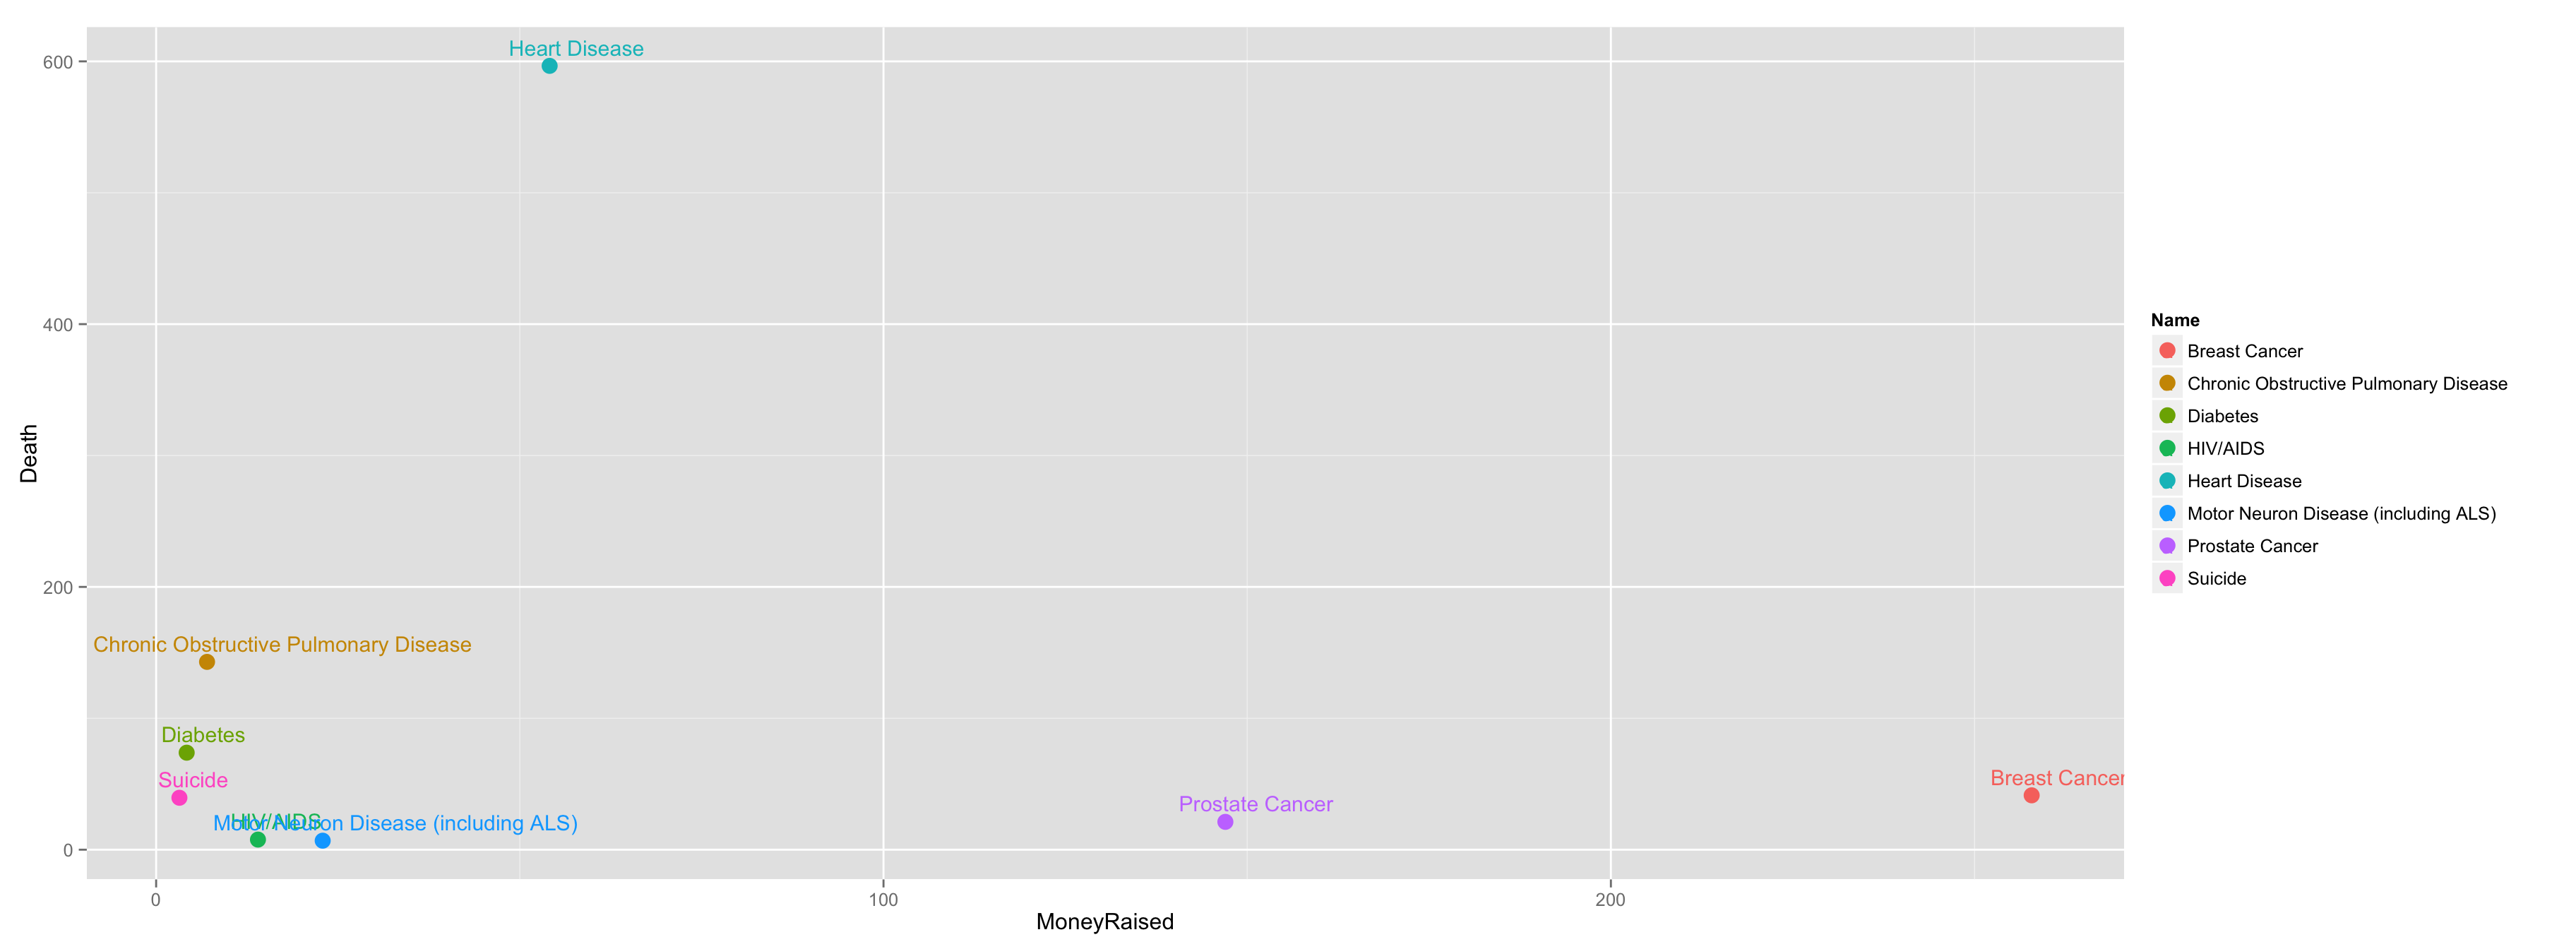 Heart Disease
600
400
Death
200
Chronic Obstructive Pulmonary Disease
Diabetes
Suicide
HIV/AIDS
Motor Neuron Disease (including ALS)
Prostate Cancer
Breast Cancer
0
0
100
200
MoneyRaised
Name
Breast Cancer
Chronic Obstructive Pulmonary Disease
Diabetes
HIV/AIDS
Heart Disease
Motor Neuron Disease (including ALS)
Prostate Cancer
Suicide